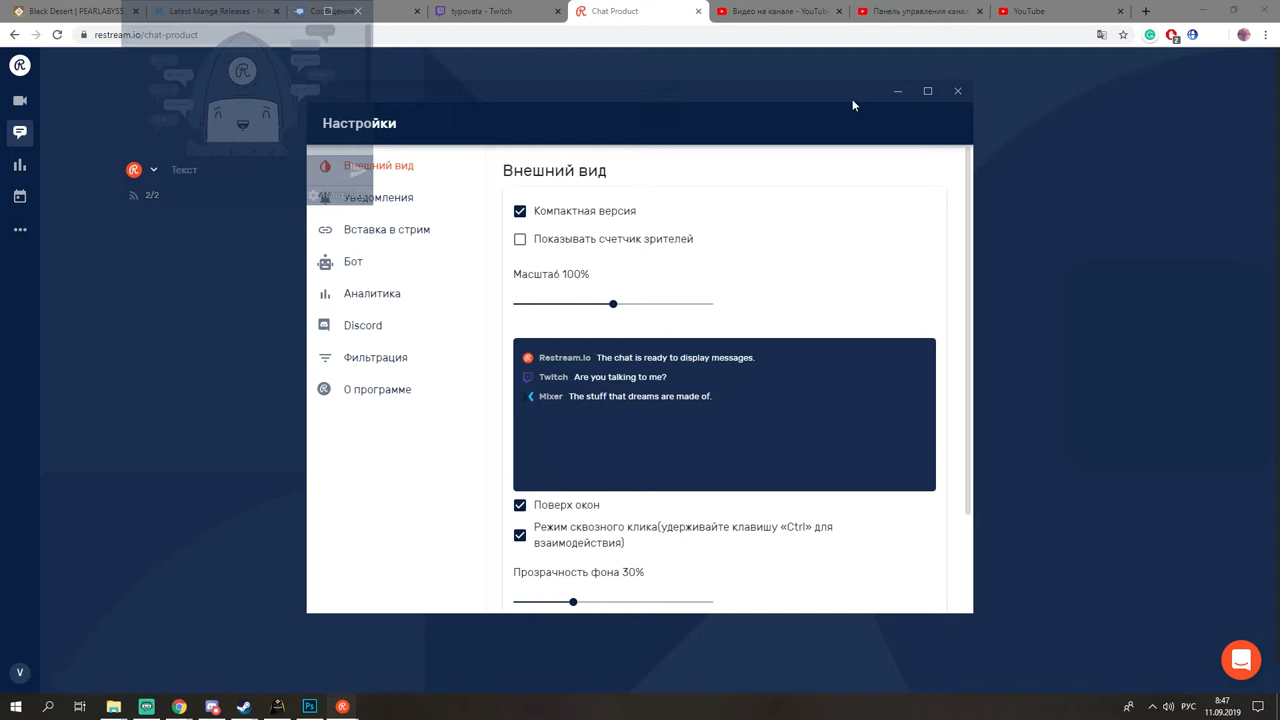 Black Desert | PEARLABYSS
Latest Manga Releases - M
typovata - Twitch
Chat Product
Видео на канале - YouTub
Панель управления кана
YouTube
restream.io/chat-product
2
Настройки
Текст
2/2
Внешний вид
Уведомления
Вставка в стрим
Бот
Аналитика
Discord
Фильтрация
О программе
Внешний вид
Компактная версия
Показывать счетчик зрителей
Масштаб 100%
Restream.io The chat is ready to display messages.
Twitch Are you talking to me?
Mixer The stuff that dreams are made of.
Поверх окон
Режим сквозного клика(удерживайте клавишу «Ctrl» для
взаимодействия)
Прозрачность фона 30%
V
Ps
РУС
8:47
11.09.2019